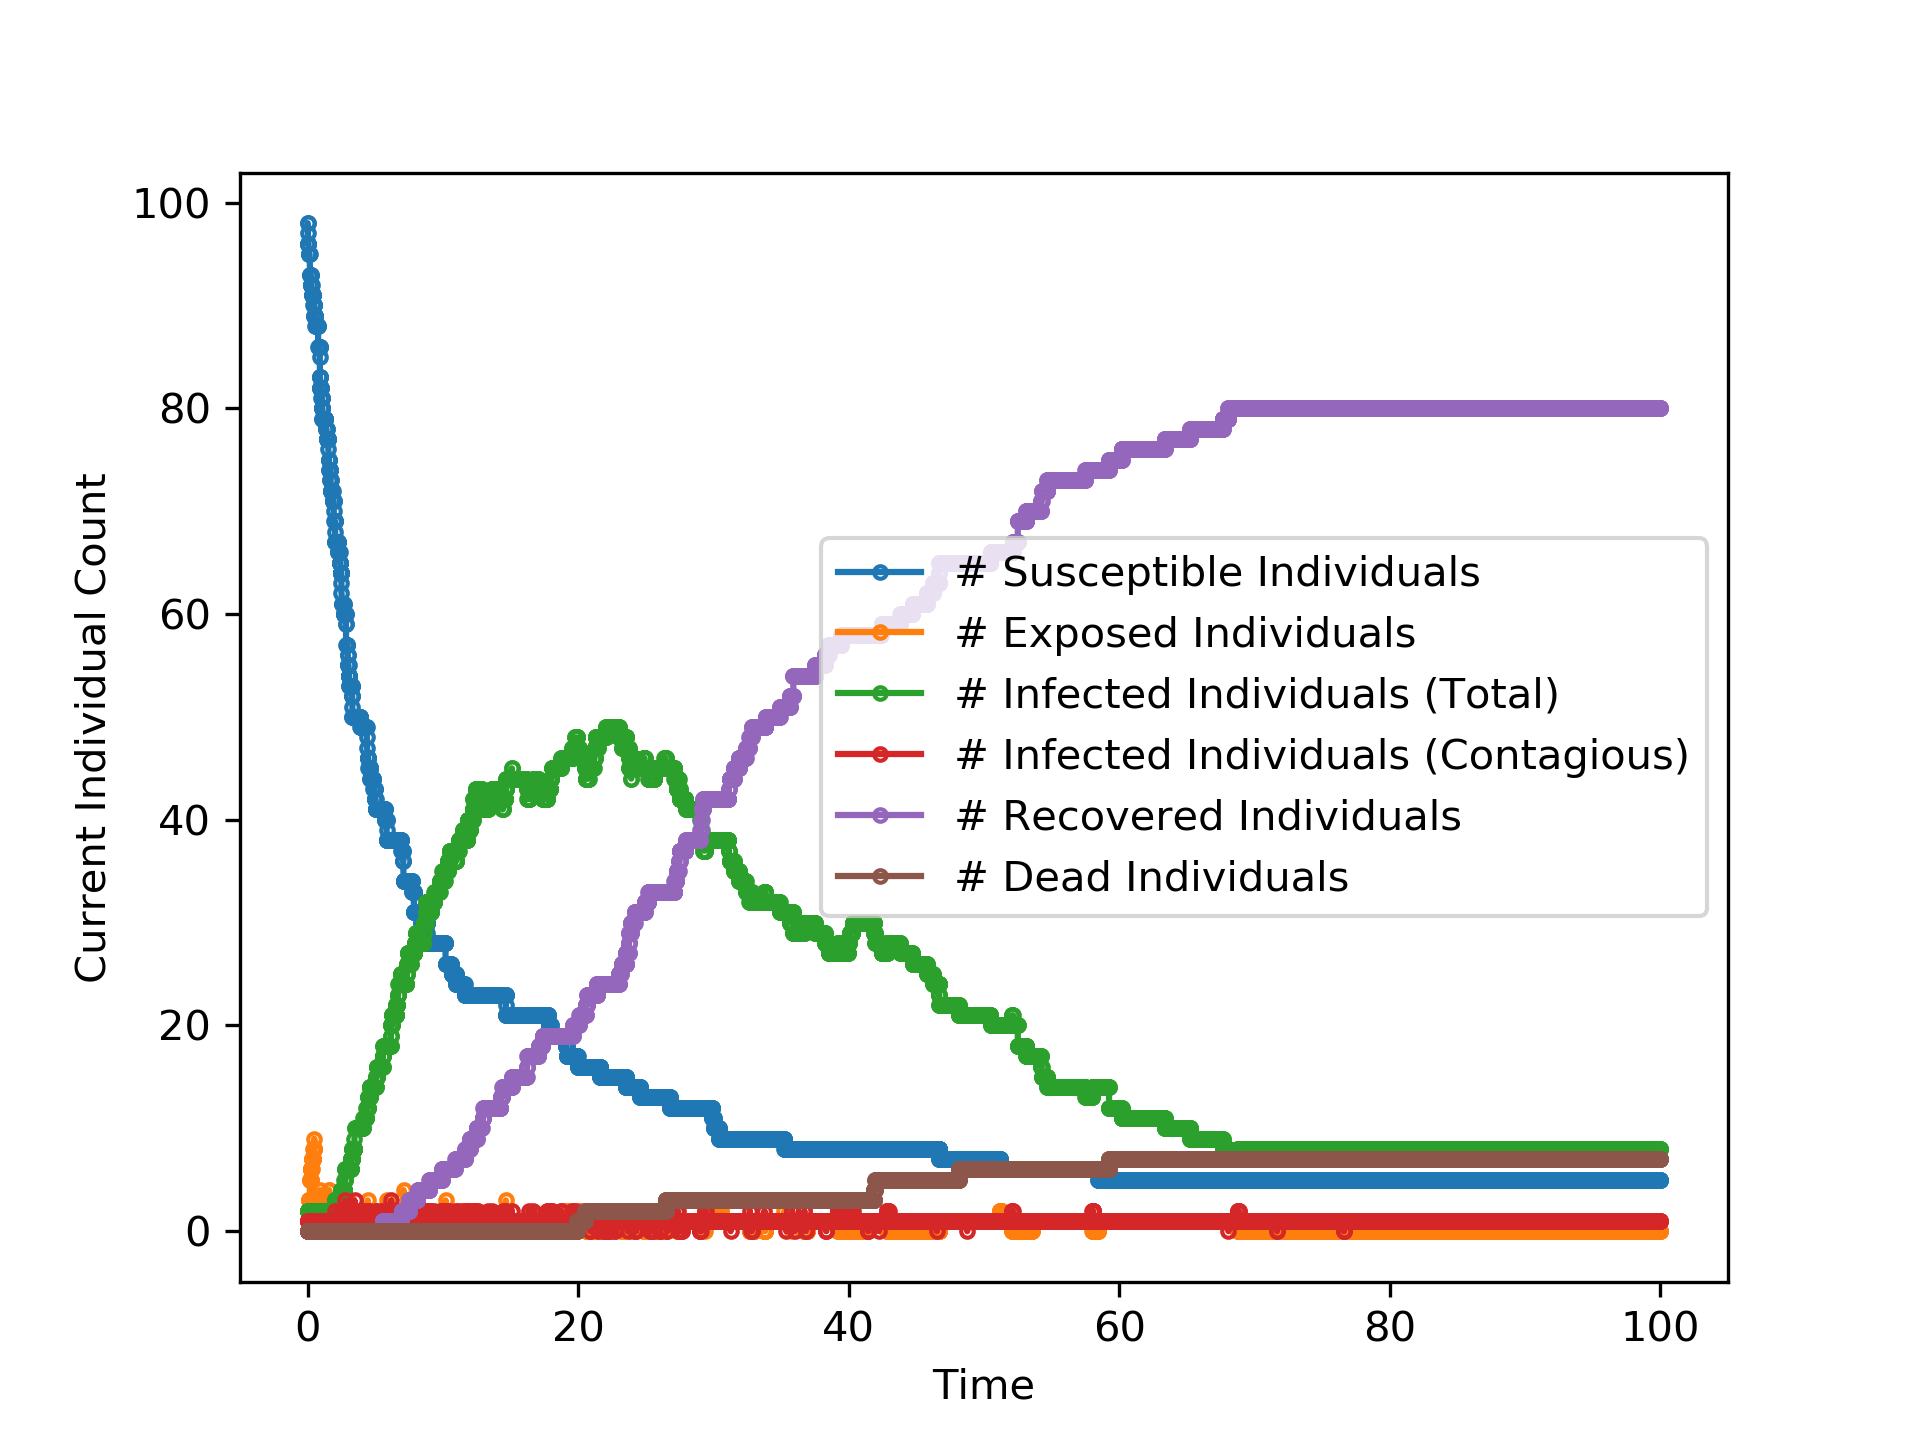 100
80
60
40
20
0
Current Individual Count
# Susceptible Individuals
# Exposed Individuals
# Infected Individuals (Total)
# Infected Individuals (Contagious)
# Recovered Individuals
# Dead Individuals
0 20 40 60 80 100
Time